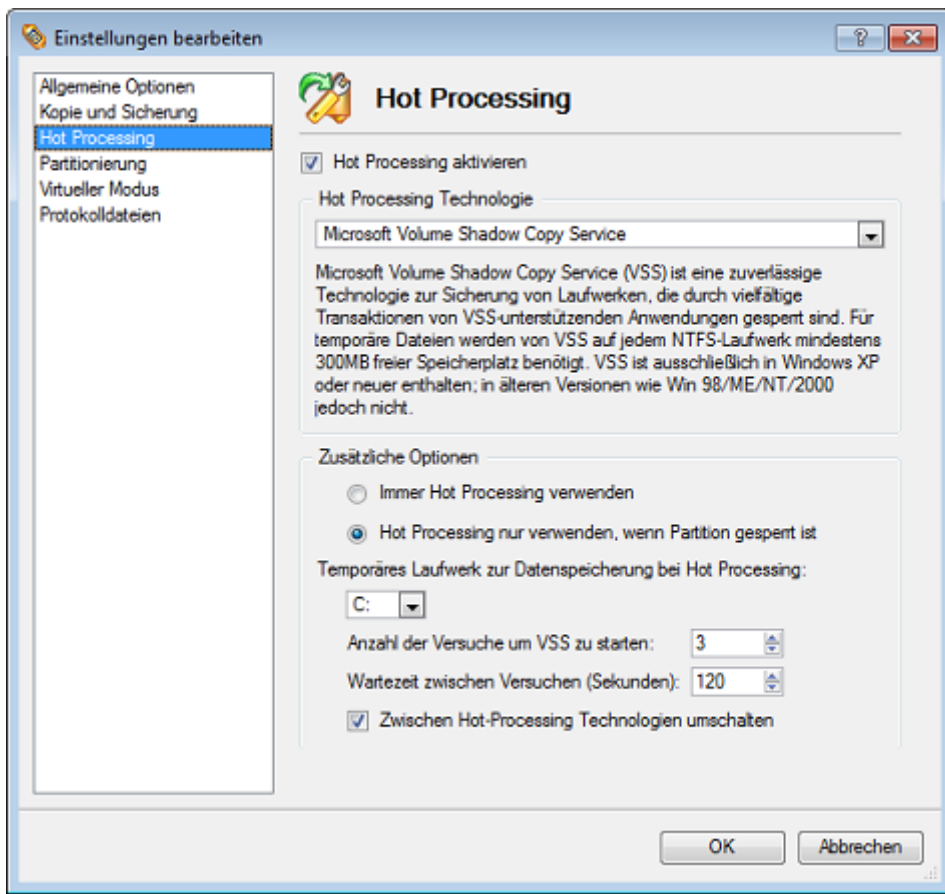 Einstellungen bearbeiten
Allgemeine Optionen
Kopie und Sicherung
Hot Processing
Partitionierung
Virtueller Modus
Protokolldateien
Hot Processing
Hot Processing aktivieren
Hot Processing Technologie
Microsoft Volume Shadow Copy Service
Microsoft Volume Shadow Copy Service (VSS) ist eine zuverlässige
Technologie zur Sicherung von Laufwerken, die durch vielfältige
Transaktionen von VSS-unterstützenden Anwendungen gesperrt sind. Für
temporäre Dateien werden von VSS auf jedem NTFS-Laufwerk mindestens
300MB freier Speicherplatz benötigt. VSS ist ausschließlich in Windows XP
oder neuer enthalten; in älteren Versionen wie Win 98/ME/NT/2000
jedoch nicht.
Zusätzliche Optionen
Immer Hot Processing verwenden
Hot Processing nur verwenden, wenn Partition gesperrt ist
Temporäres Laufwerk zur Datenspeicherung bei Hot Processing:
C:
Anzahl der Versuche um VSS zu starten: 3
Wartezeit zwischen Versuchen (Sekunden): 120
Zwischen Hot-Processing Technologien umschalten
OK Abbrechen